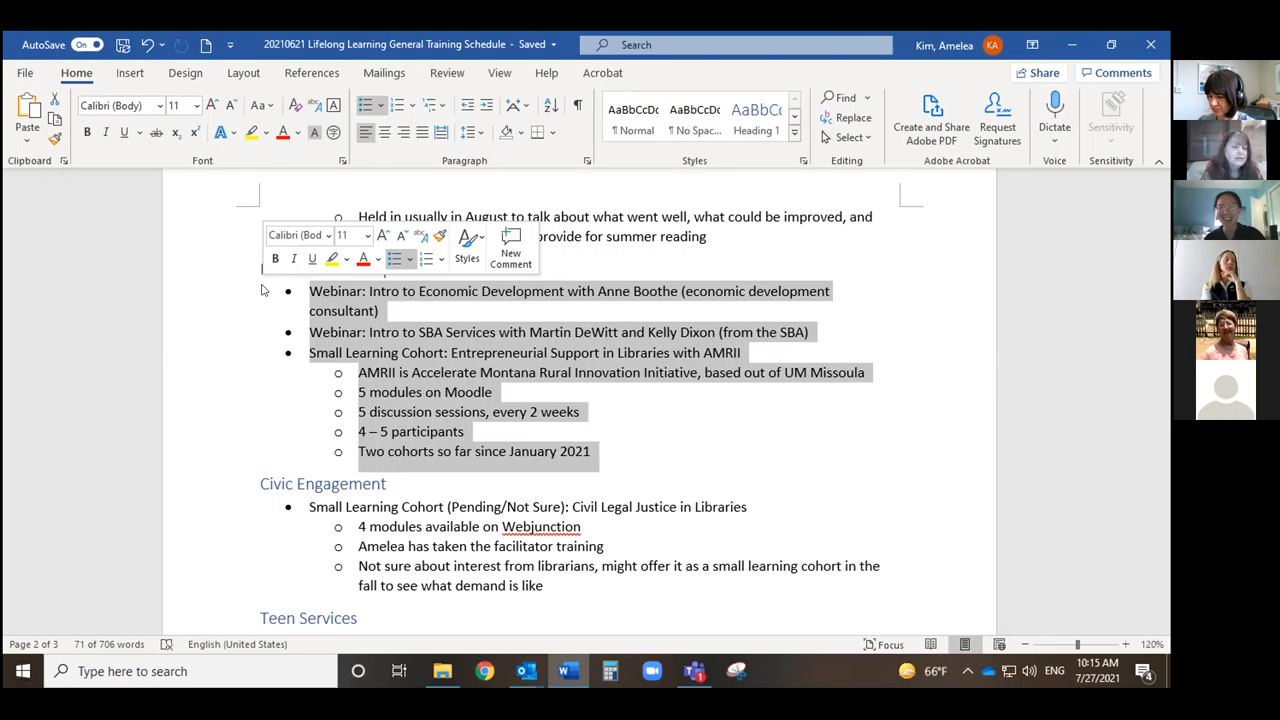 AutoSave On 20210621 Lifelong Learning General Training Schedule - Saved Search Kim, Amelea KA
File Home Insert Design Layout References Mailings Review View Help Acrobat Share Comments
Paste Calibri (Body) 11 Aa AaBbCcDc AaBbCcDc AaBbCc Find Replace Select Create and Share Adobe PDF Request Signatures Dictate Sensitivity
B I U ab x₂ x² A A A ¶ ¶ Normal ¶ No Spac... Heading 1
Clipboard Font Paragraph Styles Editing Adobe Acrobat Voice Sensitivity
o Held in usually in August to talk about what went well, what could be improved, and
provide for summer reading
Calibri (Bod 11
B I U A Styles New Comment
• Webinar: Intro to Economic Development with Anne Boothe (economic development
consultant)
• Webinar: Intro to SBA Services with Martin DeWitt and Kelly Dixon (from the SBA)
• Small Learning Cohort: Entrepreneurial Support in Libraries with AMRII
o AMRII is Accelerate Montana Rural Innovation Initiative, based out of UM Missoula
o 5 modules on Moodle
o 5 discussion sessions, every 2 weeks
o 4 – 5 participants
o Two cohorts so far since January 2021
Civic Engagement
• Small Learning Cohort (Pending/Not Sure): Civil Legal Justice in Libraries
o 4 modules available on Webjunction
o Amelea has taken the facilitator training
o Not sure about interest from librarians, might offer it as a small learning cohort in the
fall to see what demand is like
Teen Services
Page 2 of 3 71 of 706 words English (United States) Focus 120%
Type here to search 66°F ENG 10:15 AM
7/27/2021 4